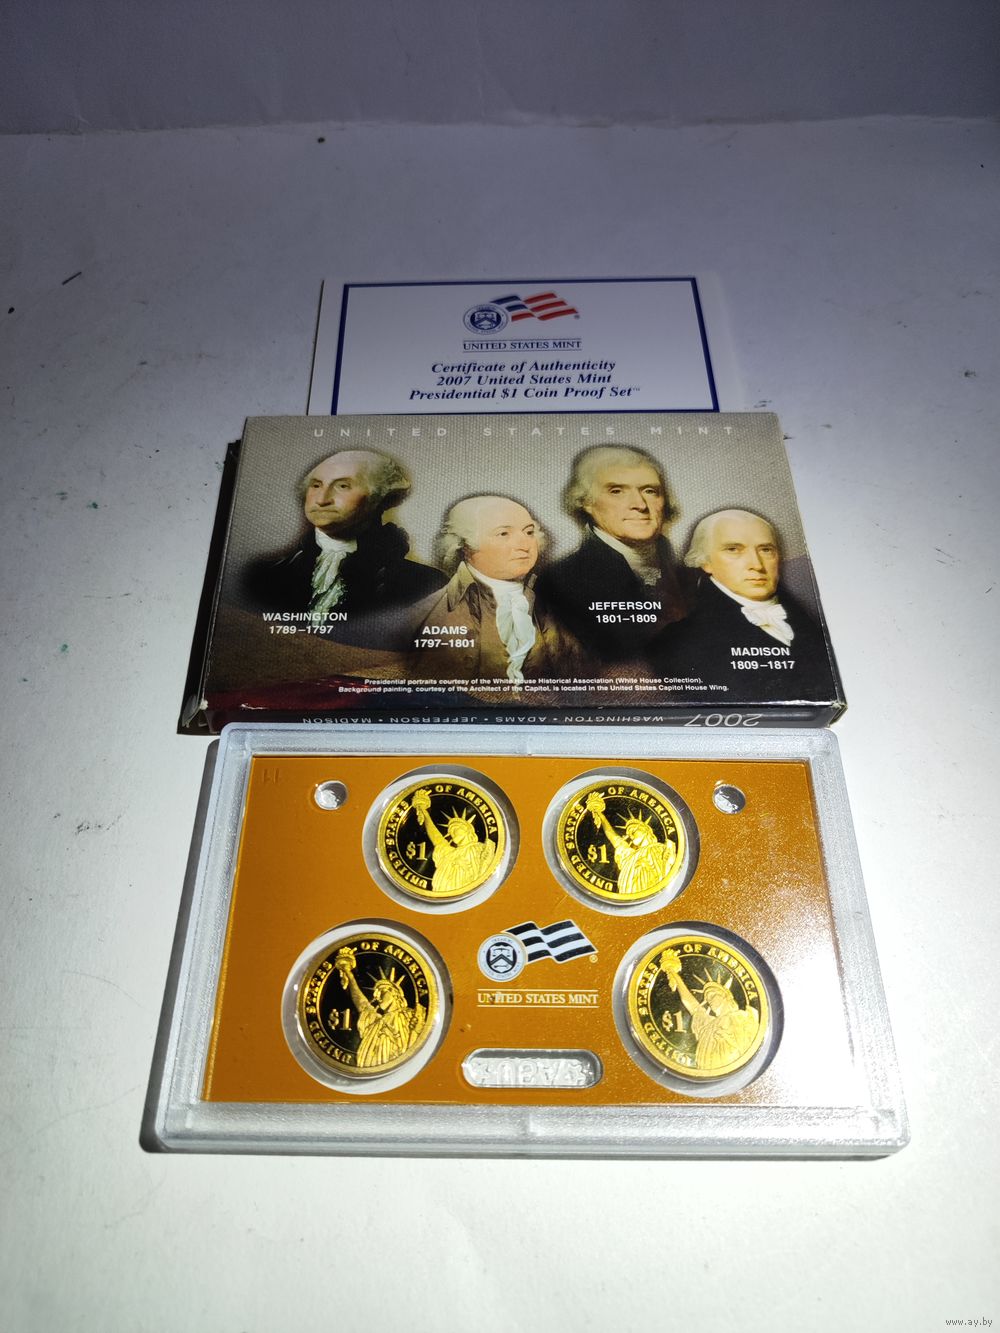 UNITED STATES MINT
Certificate of Authenticity
2007 United States Mint
Presidential $1 Coin Proof Set™
UNITED STATES MINT
WASHINGTON
1789–1797
ADAMS
1797–1801
JEFFERSON
1801–1809
MADISON
1809–1817
Presidential portraits courtesy of the White House Historical Association (White House Collection).
Background painting, courtesy of the Architect of the Capitol, is located in the United States Capitol House Wing.
2007 WASHINGTON • ADAMS • JEFFERSON • MADISON
11
UNITED STATES OF AMERICA
$1
UNITED STATES OF AMERICA
$1
UNITED STATES OF AMERICA
$1
UNITED STATES OF AMERICA
$1
UNITED STATES MINT
www.ay.by